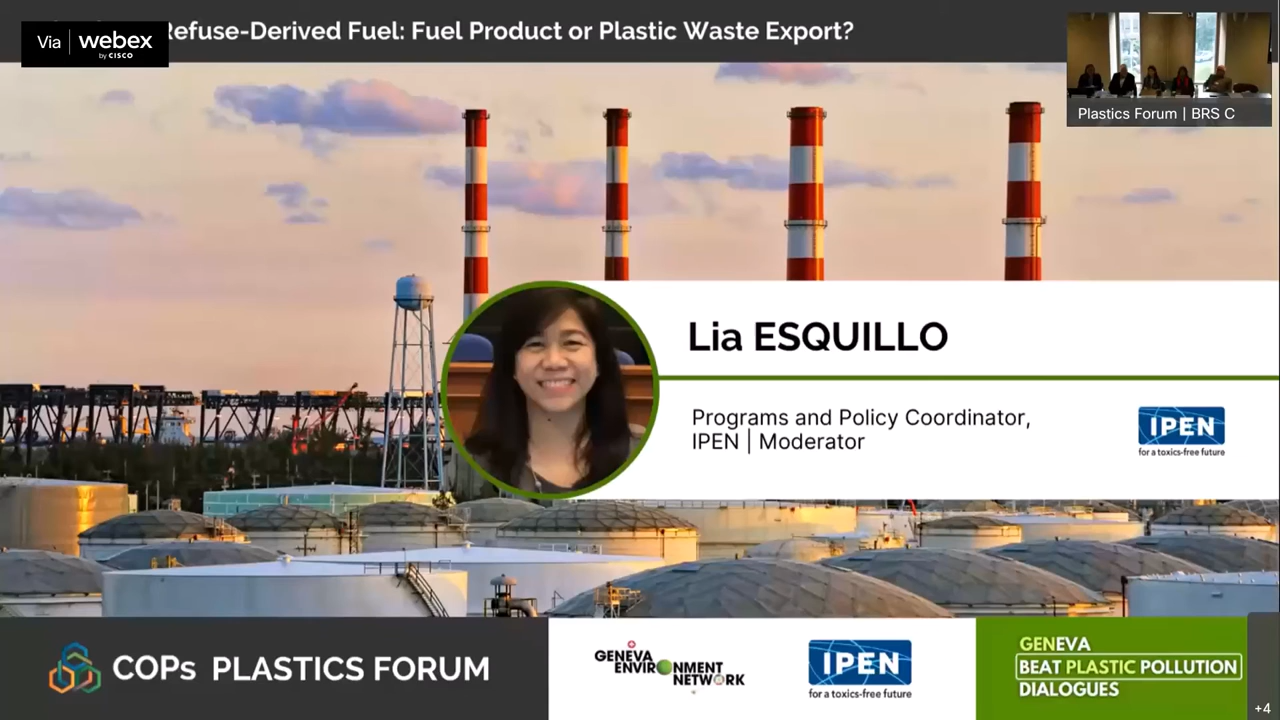 Via | webex
by CISCO
Refuse-Derived Fuel: Fuel Product or Plastic Waste Export?
Plastics Forum | BRS C
Lia ESQUILLO
Programs and Policy Coordinator,
IPEN | Moderator
IPEN
for a toxics-free future
COPs PLASTICS FORUM
GENEVA
ENVIRONMENT
NETWORK
IPEN
for a toxics-free future
GENEVA
BEAT PLASTIC POLLUTION
DIALOGUES
+4